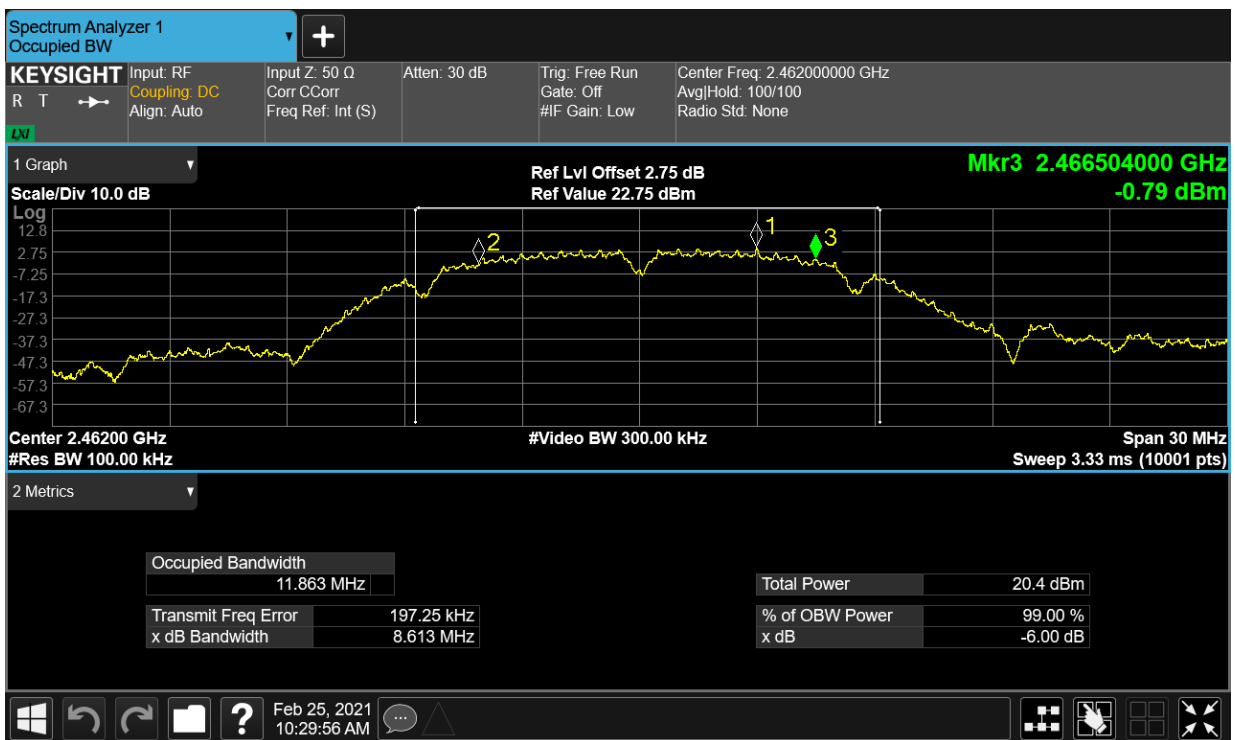 Spectrum Analyzer 1
Occupied BW
+
KEYSIGHT
R T
LXI
Input: RF
Coupling: DC
Align: Auto
Input Z: 50 Ω
Corr CCorr
Freq Ref: Int (S)
Atten: 30 dB
Trig: Free Run
Gate: Off
#IF Gain: Low
Center Freq: 2.462000000 GHz
Avg|Hold: 100/100
Radio Std: None
1 Graph
Mkr3 2.466504000 GHz
-0.79 dBm
Ref Lvl Offset 2.75 dB
Scale/Div 10.0 dB
Ref Value 22.75 dBm
Log
12.8
2.75
-7.25
-17.3
-27.3
-37.3
-47.3
-57.3
-67.3
2
1
3
Center 2.46200 GHz
#Video BW 300.00 kHz
Span 30 MHz
#Res BW 100.00 kHz
Sweep 3.33 ms (10001 pts)
2 Metrics
Occupied Bandwidth
11.863 MHz
Total Power 20.4 dBm
Transmit Freq Error 197.25 kHz
% of OBW Power 99.00 %
x dB Bandwidth 8.613 MHz
x dB -6.00 dB
?
Feb 25, 2021
10:29:56 AM